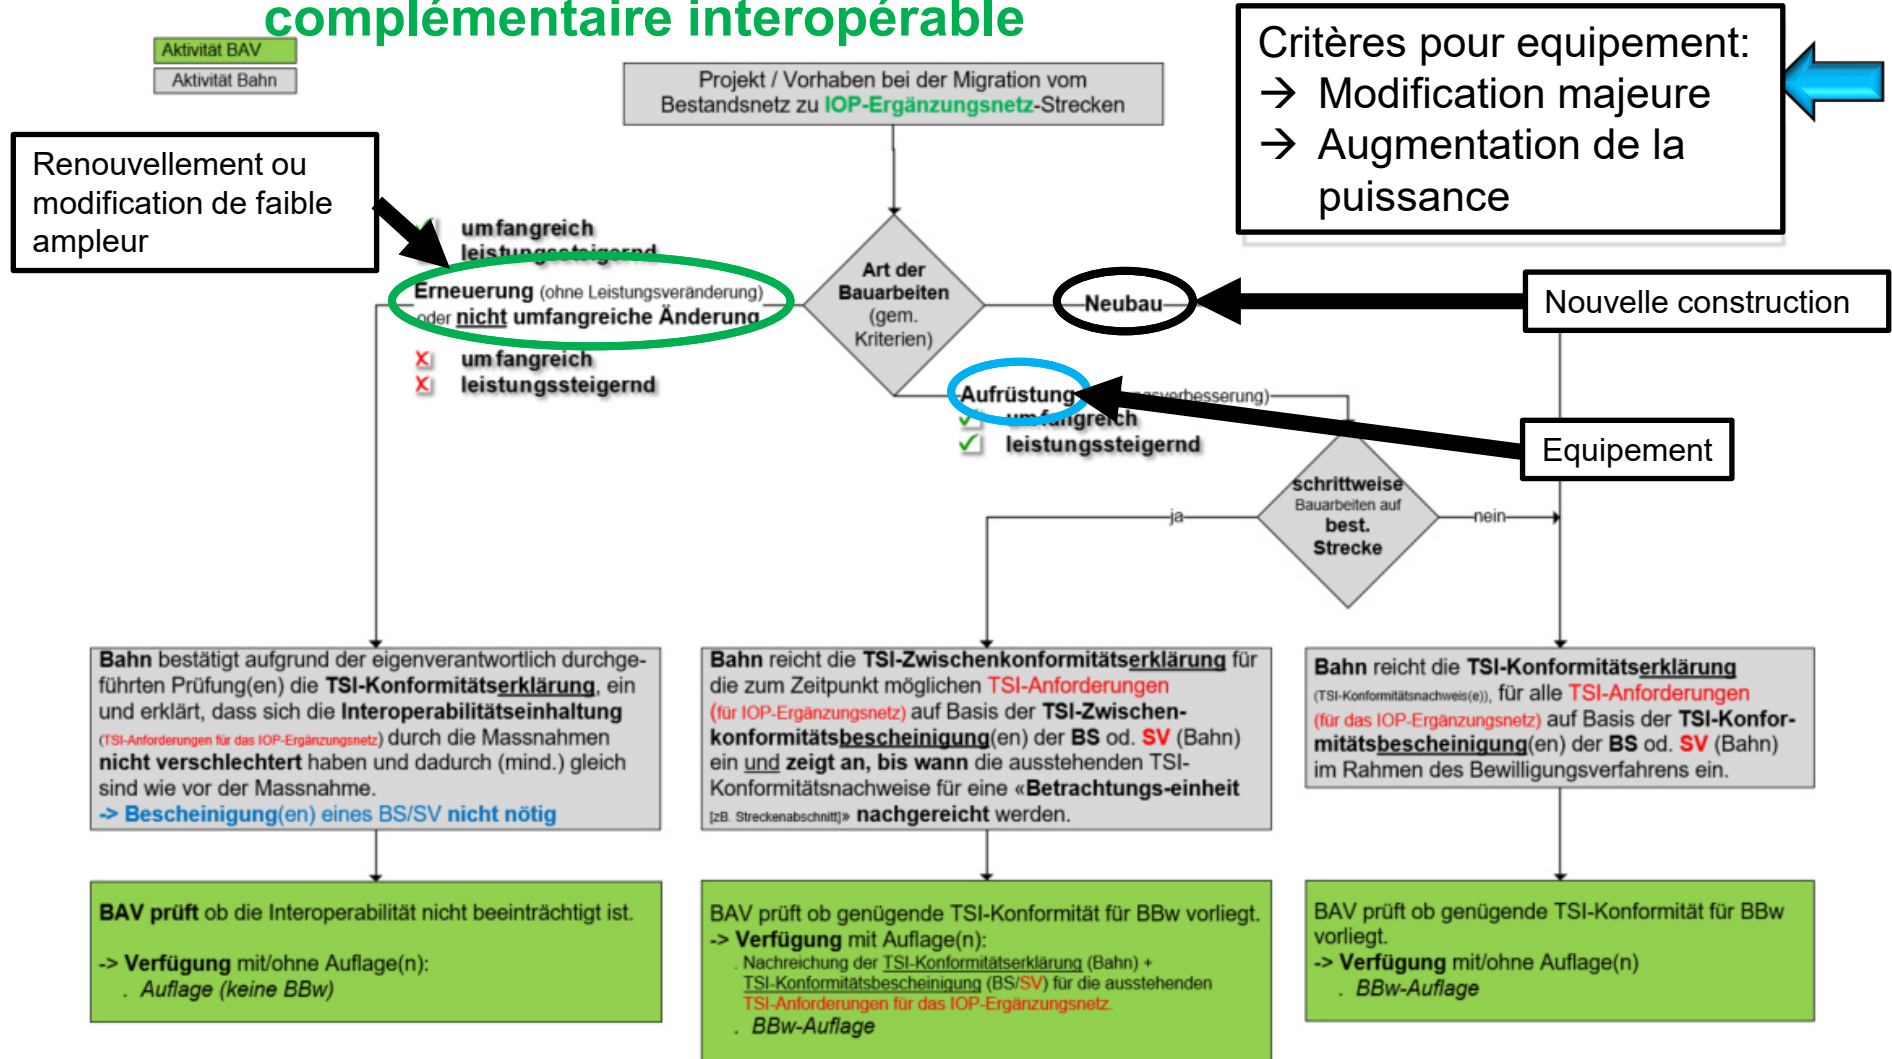 complémentaire interopérable
Aktivität BAV
Aktivität Bahn
Projekt / Vorhaben bei der Migration vom
Bestandsnetz zu IOP-Ergänzungsnetz-Strecken
Critères pour equipement:
→ Modification majeure
→ Augmentation de la
puissance
Renouvellement ou
modification de faible
ampleur
umfangreich
leistungssteigernd
Erneuerung (ohne Leistungsveränderung)
oder nicht umfangreiche Änderung
umfangreich
leistungssteigernd
Art der
Bauarbeiten
(gem.
Kriterien)
Neubau
Nouvelle construction
Aufrüstung
umfangreich
leistungssteigernd
Equipement
schrittweise
Bauarbeiten auf
best.
Strecke
ja
nein
Bahn bestätigt aufgrund der eigenverantwortlich durchge-
führten Prüfung(en) die TSI-Konformitätserklärung, ein
und erklärt, dass sich die Interoperabilitätseinhaltung
(TSI-Anforderungen für das IOP-Ergänzungsnetz) durch die Massnahmen
nicht verschlechtert haben und dadurch (mind.) gleich
sind wie vor der Massnahme.
-> Bescheinigung(en) eines BS/SV nicht nötig
Bahn reicht die TSI-Zwischenkonformitätserklärung für
die zum Zeitpunkt möglichen TSI-Anforderungen
(für IOP-Ergänzungsnetz) auf Basis der TSI-Zwischen-
konformitätsbescheinigung(en) der BS od. SV (Bahn)
ein und zeigt an, bis wann die ausstehenden TSI-
Konformitätsnachweise für eine «Betrachtungs-einheit
[zB. Streckenabschnitt]» nachgereicht werden.
Bahn reicht die TSI-Konformitätserklärung
(TSI-Konformitätsnachweis(e)), für alle TSI-Anforderungen
(für das IOP-Ergänzungsnetz) auf Basis der TSI-Konfor-
mitätsbescheinigung(en) der BS od. SV (Bahn)
im Rahmen des Bewilligungsverfahrens ein.
BAV prüft ob die Interoperabilität nicht beeinträchtigt ist.
-> Verfügung mit/ohne Auflage(n):
. Auflage (keine BBw)
BAV prüft ob genügende TSI-Konformität für BBw vorliegt.
-> Verfügung mit Auflage(n):
. Nachreichung der TSI-Konformitätserklärung (Bahn) +
TSI-Konformitätsbescheinigung (BS/SV) für die ausstehenden
TSI-Anforderungen für das IOP-Ergänzungsnetz.
. BBw-Auflage
BAV prüft ob genügende TSI-Konformität für BBw
vorliegt.
-> Verfügung mit/ohne Auflage(n)
. BBw-Auflage